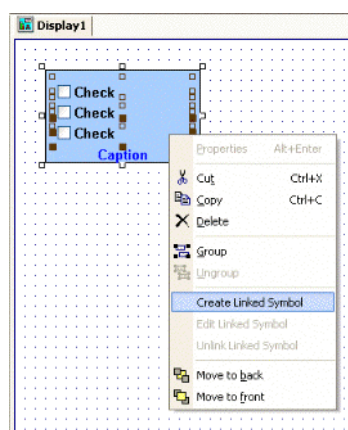 Display1
Check
Check
Check
Caption
Properties Alt+Enter
Cut Ctrl+X
Copy Ctrl+C
Delete
Group
Ungroup
Create Linked Symbol
Edit Linked Symbol
Unlink Linked Symbol
Move to back
Move to front